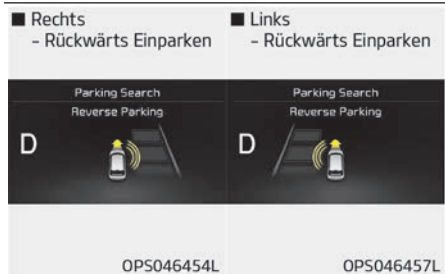 ■ Rechts
– Rückwärts Einparken
Parking Search
Reverse Parking
D
OPS046454L
■ Links
– Rückwärts Einparken
Parking Search
Reverse Parking
D
OPS046457L